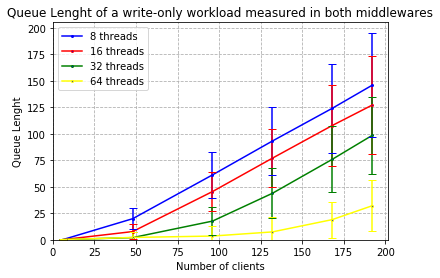 Queue Lenght of a write-only workload measured in both middlewares
8 threads
16 threads
32 threads
64 threads
Queue Lenght
200
175
150
125
100
75
50
25
0
0 25 50 75 100 125 150 175 200
Number of clients